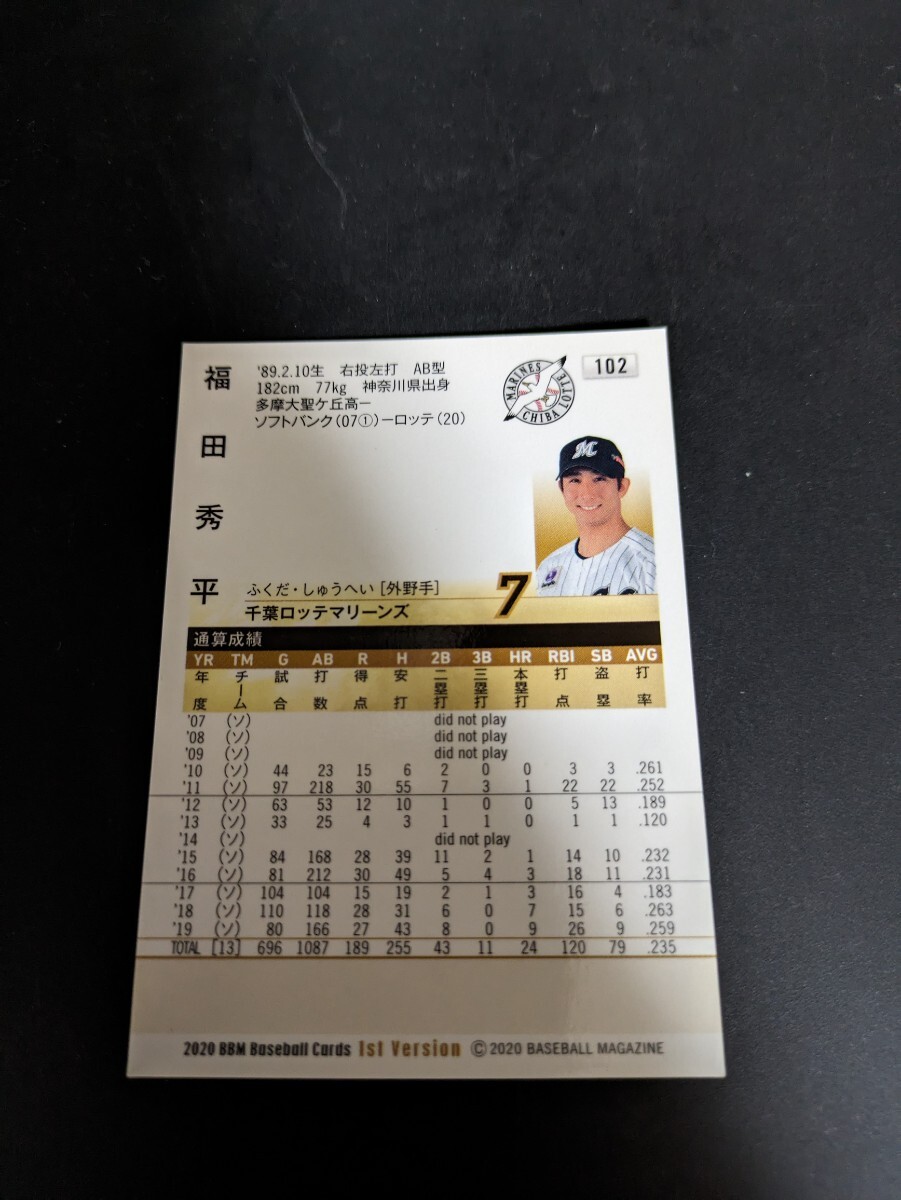 福田秀平
'89.2.10生 右投左打 AB型
182cm 77kg 神奈川県出身
多摩大聖ケ丘高ー
ソフトバンク(07①)ーロッテ(20)
MARINES
CHIBA LOTTE
102
M
ふくだ・しゅうへい[外野手]
千葉ロッテマリーンズ
7
通算成績
YR TM G AB R H 2B 3B HR RBI SB AVG
年度 チーム 試合 打数 得点 安打 二塁打 三塁打 本塁打 打点 盗塁 打率
'07 (ソ) did not play
'08 (ソ) did not play
'09 (ソ) did not play
'10 (ソ) 44 23 15 6 2 0 0 3 3 .261
'11 (ソ) 97 218 30 55 7 3 1 22 22 .252
'12 (ソ) 63 53 12 10 1 0 0 5 13 .189
'13 (ソ) 33 25 4 3 1 1 0 1 1 .120
'14 (ソ) did not play
'15 (ソ) 84 168 28 39 11 2 1 14 10 .232
'16 (ソ) 81 212 30 49 5 4 3 18 11 .231
'17 (ソ) 104 104 15 19 2 1 3 16 4 .183
'18 (ソ) 110 118 28 31 6 0 7 15 6 .263
'19 (ソ) 80 166 27 43 8 0 9 26 9 .259
TOTAL [13] 696 1087 189 255 43 11 24 120 79 .235
2020 BBM Baseball Cards 1st Version ©2020 BASEBALL MAGAZINE